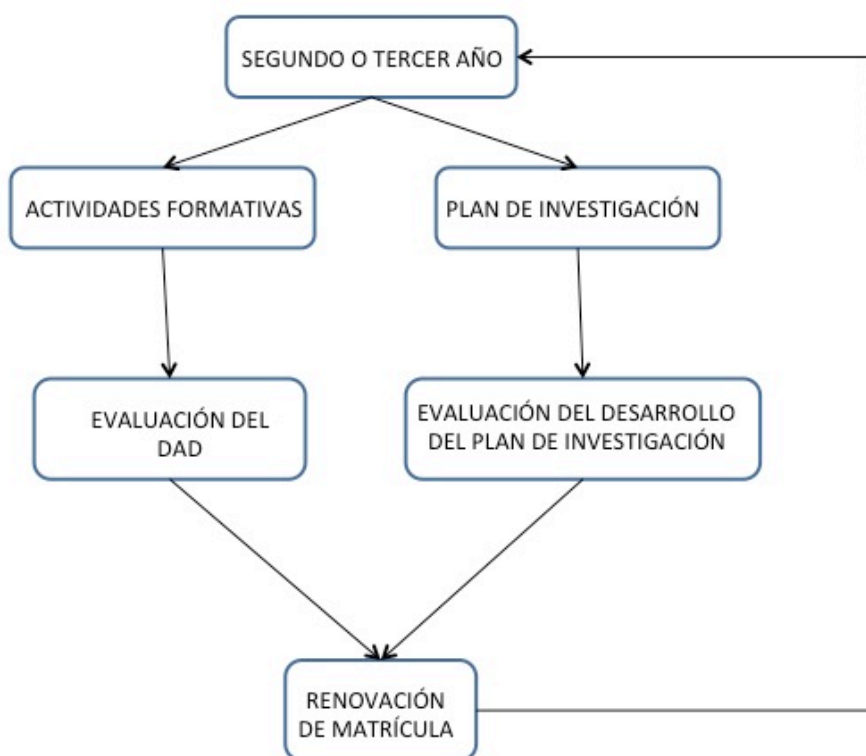 SEGUNDO O TERCER AÑO
ACTIVIDADES FORMATIVAS
PLAN DE INVESTIGACIÓN
EVALUACIÓN DEL
DAD
EVALUACIÓN DEL DESARROLLO
DEL PLAN DE INVESTIGACIÓN
RENOVACIÓN
DE MATRÍCULA